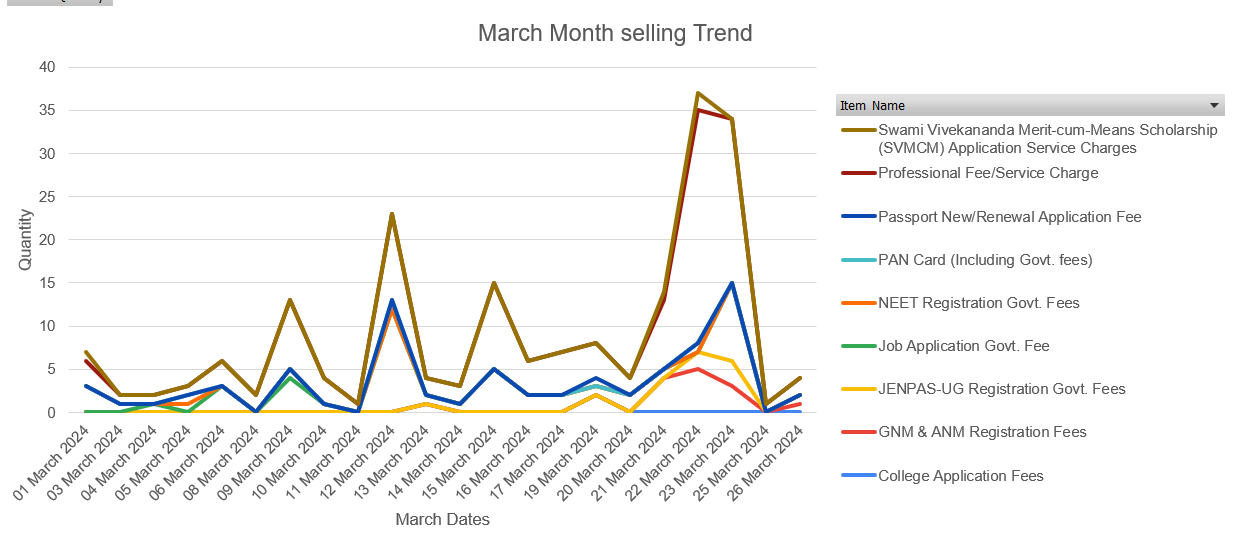 March Month selling Trend
40
35
30
25
20
15
10
5
0
Quantity
01 March 2024
03 March 2024
04 March 2024
05 March 2024
06 March 2024
08 March 2024
09 March 2024
10 March 2024
11 March 2024
12 March 2024
13 March 2024
14 March 2024
15 March 2024
16 March 2024
17 March 2024
19 March 2024
20 March 2024
21 March 2024
22 March 2024
23 March 2024
25 March 2024
26 March 2024
March Dates
Item Name
Swami Vivekananda Merit-cum-Means Scholarship
(SVMCM) Application Service Charges
Professional Fee/Service Charge
Passport New/Renewal Application Fee
PAN Card (Including Govt. fees)
NEET Registration Govt. Fees
Job Application Govt. Fee
JENPAS-UG Registration Govt. Fees
GNM & ANM Registration Fees
College Application Fees